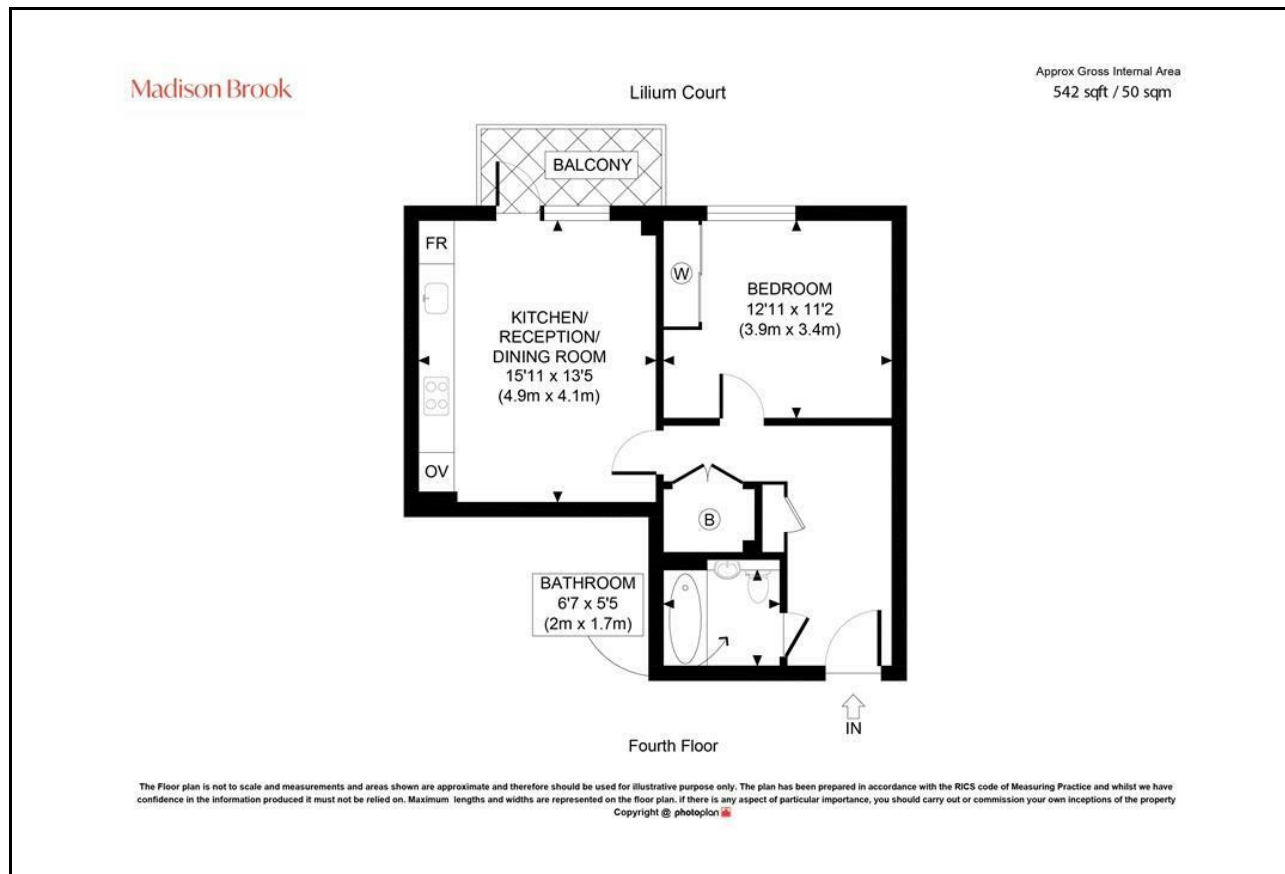 Madison Brook
Lilium Court
Approx Gross Internal Area
542 sqft / 50 sqm
BALCONY
FR
W
BEDROOM
12'11 x 11'2
(3.9m x 3.4m)
KITCHEN/
RECEPTION/
DINING ROOM
15'11 x 13'5
(4.9m x 4.1m)
OV
B
BATHROOM
6'7 x 5'5
(2m x 1.7m)
IN
Fourth Floor
The Floor plan is not to scale and measurements and areas shown are approximate and therefore should be used for illustrative purpose only. The plan has been prepared in accordance with the RICS code of Measuring Practice and whilst we have
confidence in the information produced it must not be relied on. Maximum lengths and widths are represented on the floor plan. if there is any aspect of particular importance, you should carry out or commission your own inceptions of the property
Copyright @ photoplan